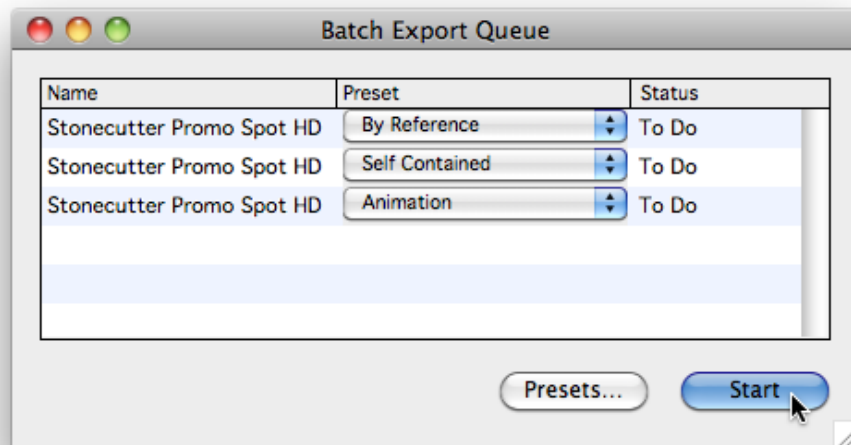 Batch Export Queue
Name Preset Status
Stonecutter Promo Spot HD By Reference To Do
Stonecutter Promo Spot HD Self Contained To Do
Stonecutter Promo Spot HD Animation To Do
Presets... Start